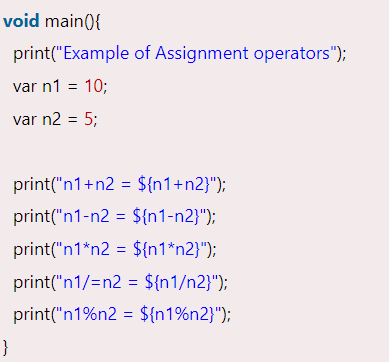 void main(){
print("Example of Assignment operators");
var n1 = 10;
var n2 = 5;
print("n1+n2 = ${n1+n2}");
print("n1-n2 = ${n1-n2}");
print("n1*n2 = ${n1*n2}");
print("n1/=n2 = ${n1/n2}");
print("n1%n2 = ${n1%n2}");
}